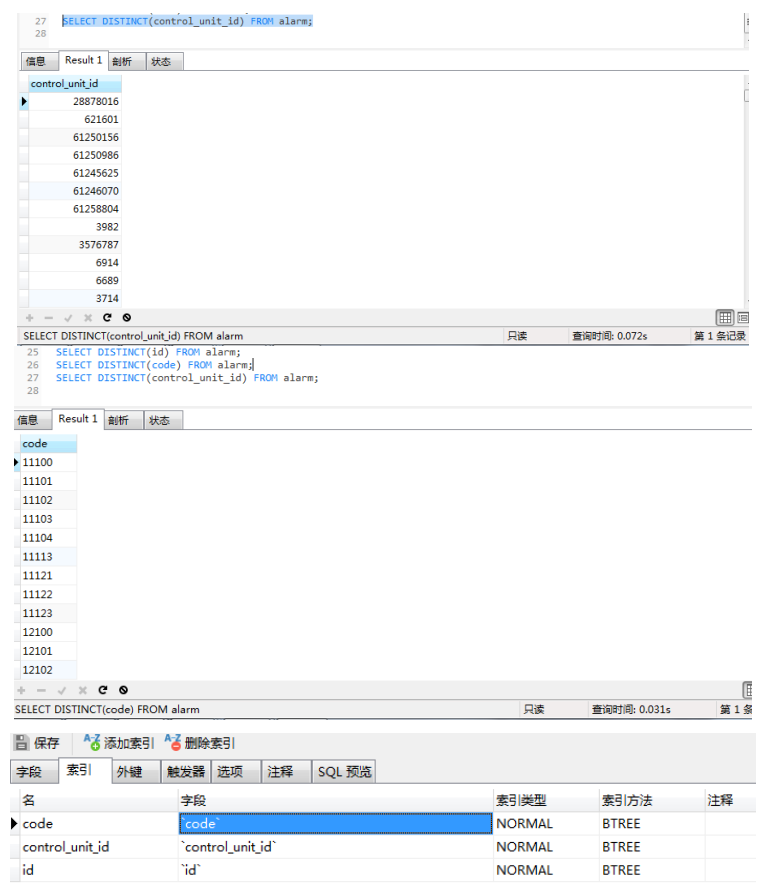 27 SELECT DISTINCT(control_unit_id) FROM alarm;
28
信息 Result 1 剖析 状态
control_unit_id
28878016
621601
61250156
61250986
61245625
61246070
61258804
3982
3576787
6914
6689
3714
SELECT DISTINCT(control_unit_id) FROM alarm 只读 查询时间: 0.072s 第 1 条记录
25 SELECT DISTINCT(id) FROM alarm;
26 SELECT DISTINCT(code) FROM alarm;
27 SELECT DISTINCT(control_unit_id) FROM alarm;
28
信息 Result 1 剖析 状态
code
11100
11101
11102
11103
11104
11113
11121
11122
11123
12100
12101
12102
SELECT DISTINCT(code) FROM alarm 只读 查询时间: 0.031s 第 1
保存 添加索引 删除索引
字段 索引 外键 触发器 选项 注释 SQL 预览
名 字段 索引类型 索引方法 注释
code `code` NORMAL BTREE
control_unit_id `control_unit_id` NORMAL BTREE
id `id` NORMAL BTREE